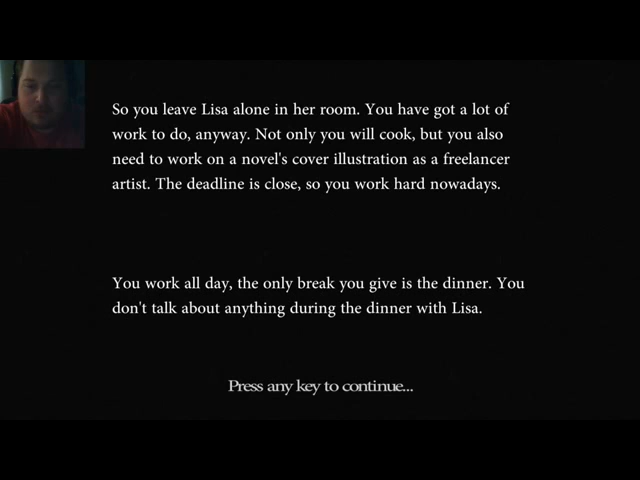 So you leave Lisa alone in her room. You have got a lot of
work to do, anyway. Not only you will cook, but you also
need to work on a novel's cover illustration as a freelancer
artist. The deadline is close, so you work hard nowadays.
You work all day, the only break you give is the dinner. You
don't talk about anything during the dinner with Lisa.
Press any key to continue...